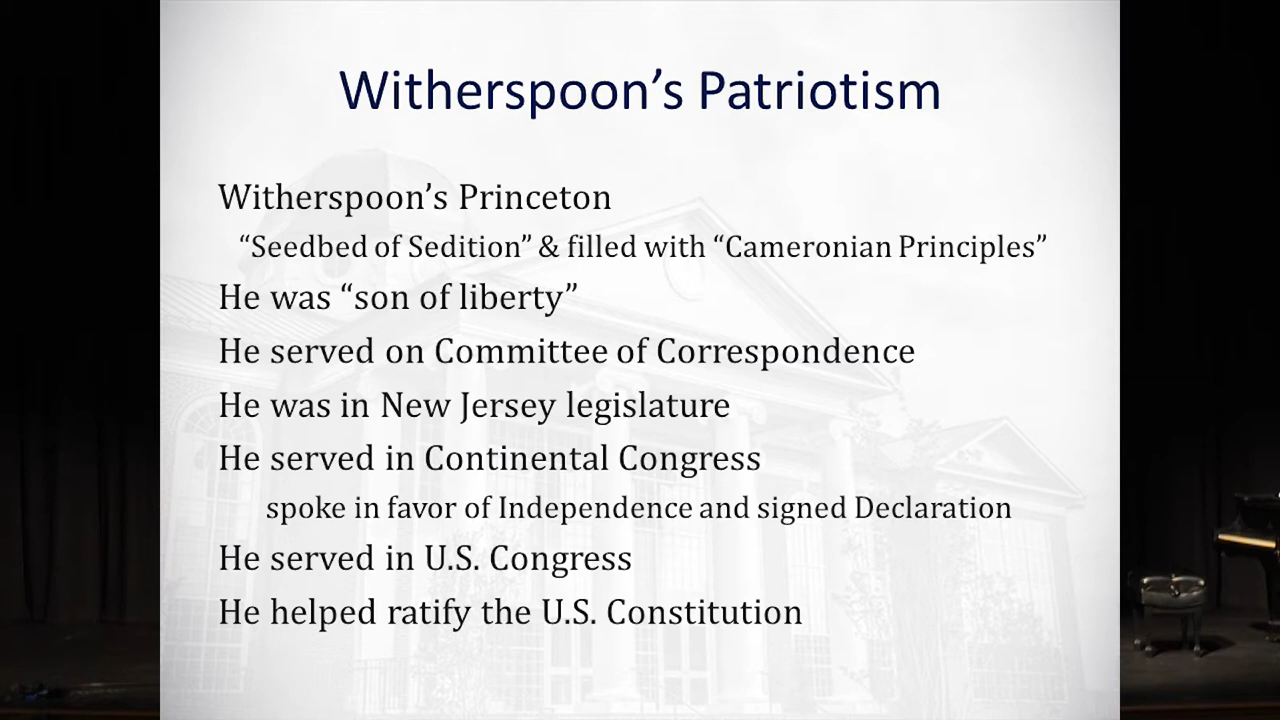 Witherspoon’s Patriotism
Witherspoon’s Princeton
“Seedbed of Sedition” & filled with “Cameronian Principles”
He was “son of liberty”
He served on Committee of Correspondence
He was in New Jersey legislature
He served in Continental Congress
spoke in favor of Independence and signed Declaration
He served in U.S. Congress
He helped ratify the U.S. Constitution